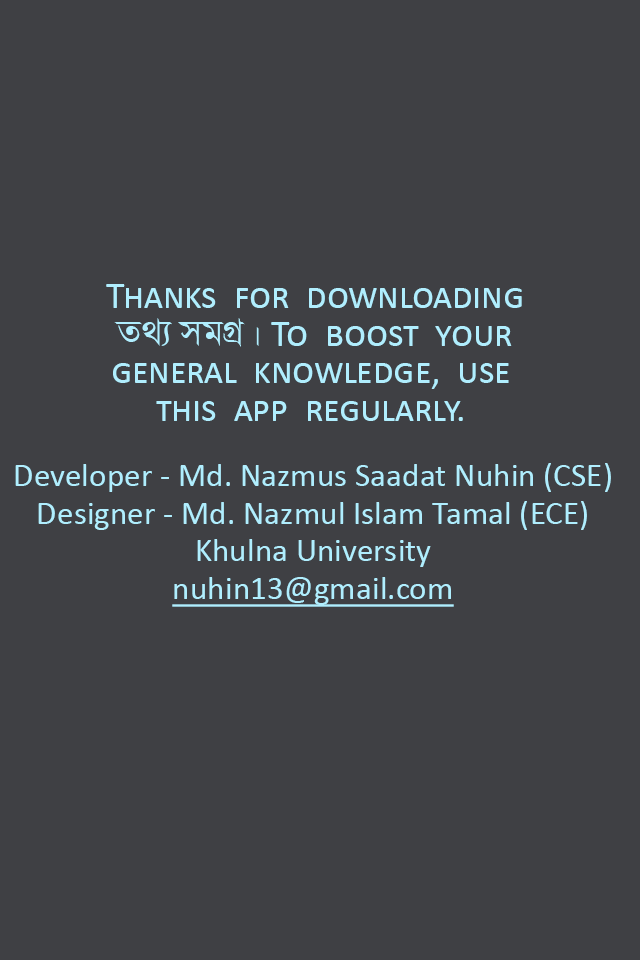 THANKS FOR DOWNLOADING
তথ্য সমগ্র । TO BOOST YOUR
GENERAL KNOWLEDGE, USE
THIS APP REGULARLY.
Developer - Md. Nazmus Saadat Nuhin (CSE)
Designer - Md. Nazmul Islam Tamal (ECE)
Khulna University
nuhin13@gmail.com